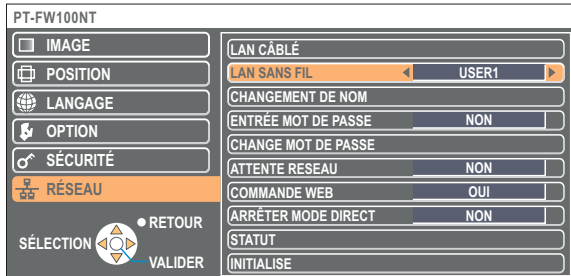 PT-FW100NT
IMAGE
POSITION
LANGAGE
OPTION
SÉCURITÉ
RÉSEAU
RETOUR
SÉLECTION
VALIDER
LAN CÂBLÉ
LAN SANS FIL USER1
CHANGEMENT DE NOM
ENTRÉE MOT DE PASSE NON
CHANGE MOT DE PASSE
ATTENTE RESEAU NON
COMMANDE WEB OUI
ARRÊTER MODE DIRECT NON
STATUT
INITIALISE